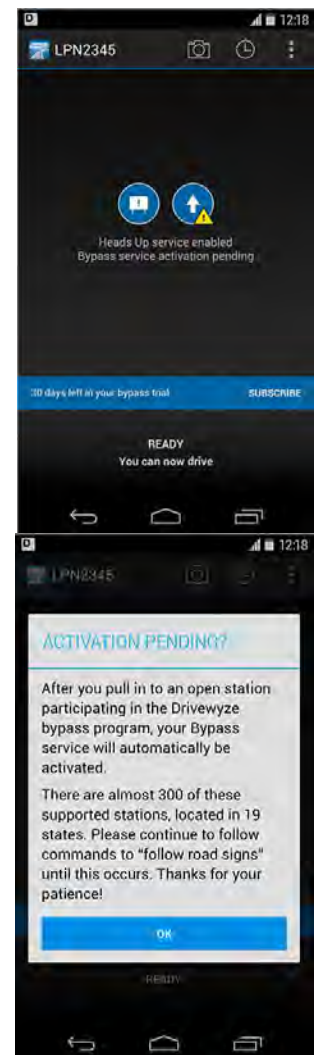 12:18
LPN2345
Heads Up service enabled
Bypass service activation pending
30 days left in your bypass trial SUBSCRIBE
READY
You can now drive
12:18
LPN2345
ACTIVATION PENDING?
After you pull in to an open station
participating in the Drivewyze
bypass program, your Bypass
service will automatically be
activated.
There are almost 300 of these
supported stations, located in 19
states. Please continue to follow
commands to “follow road signs”
until this occurs. Thanks for your
patience!
OK
READY